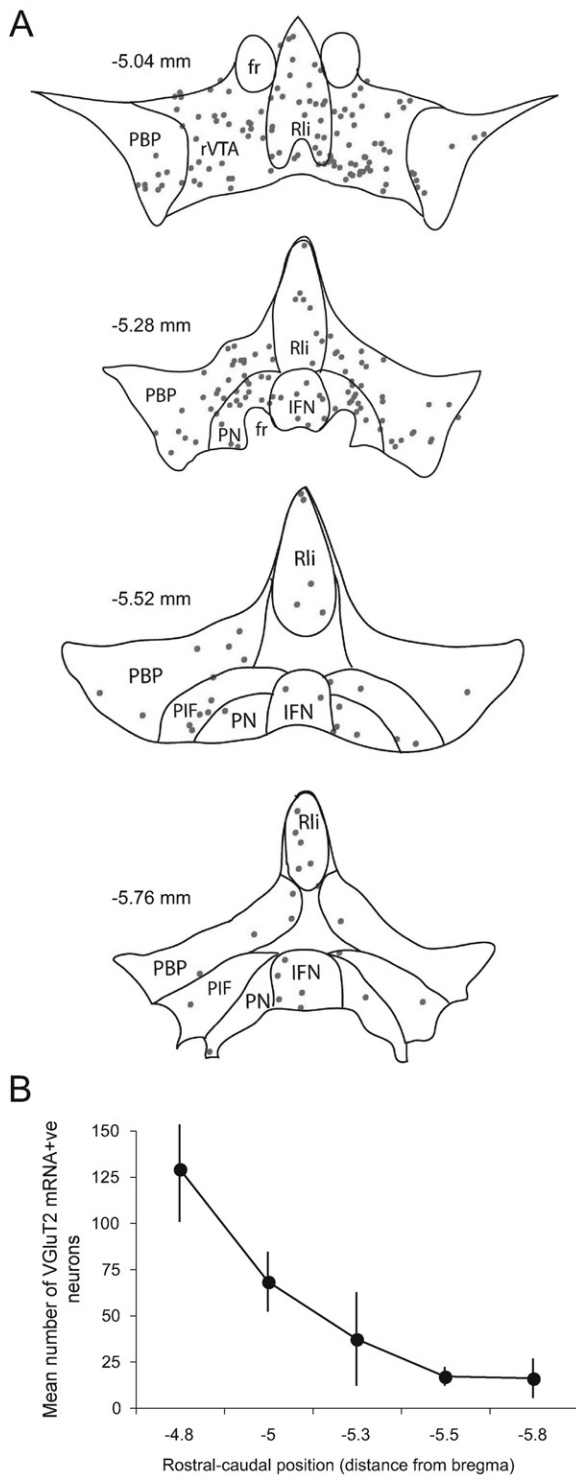 A
-5.04 mm
fr
PBP
rVTA
Rli
-5.28 mm
Rli
PBP
IFN
PN
fr
-5.52 mm
Rli
PBP
PIF
PN
IFN
Rli
-5.76 mm
PBP
IFN
PIF
PN
B
Mean number of VGluT2 mRNA+ve
neurons
150
125
100
75
50
25
0
-4.8
-5
-5.3
-5.5
-5.8
Rostral-caudal position (distance from bregma)